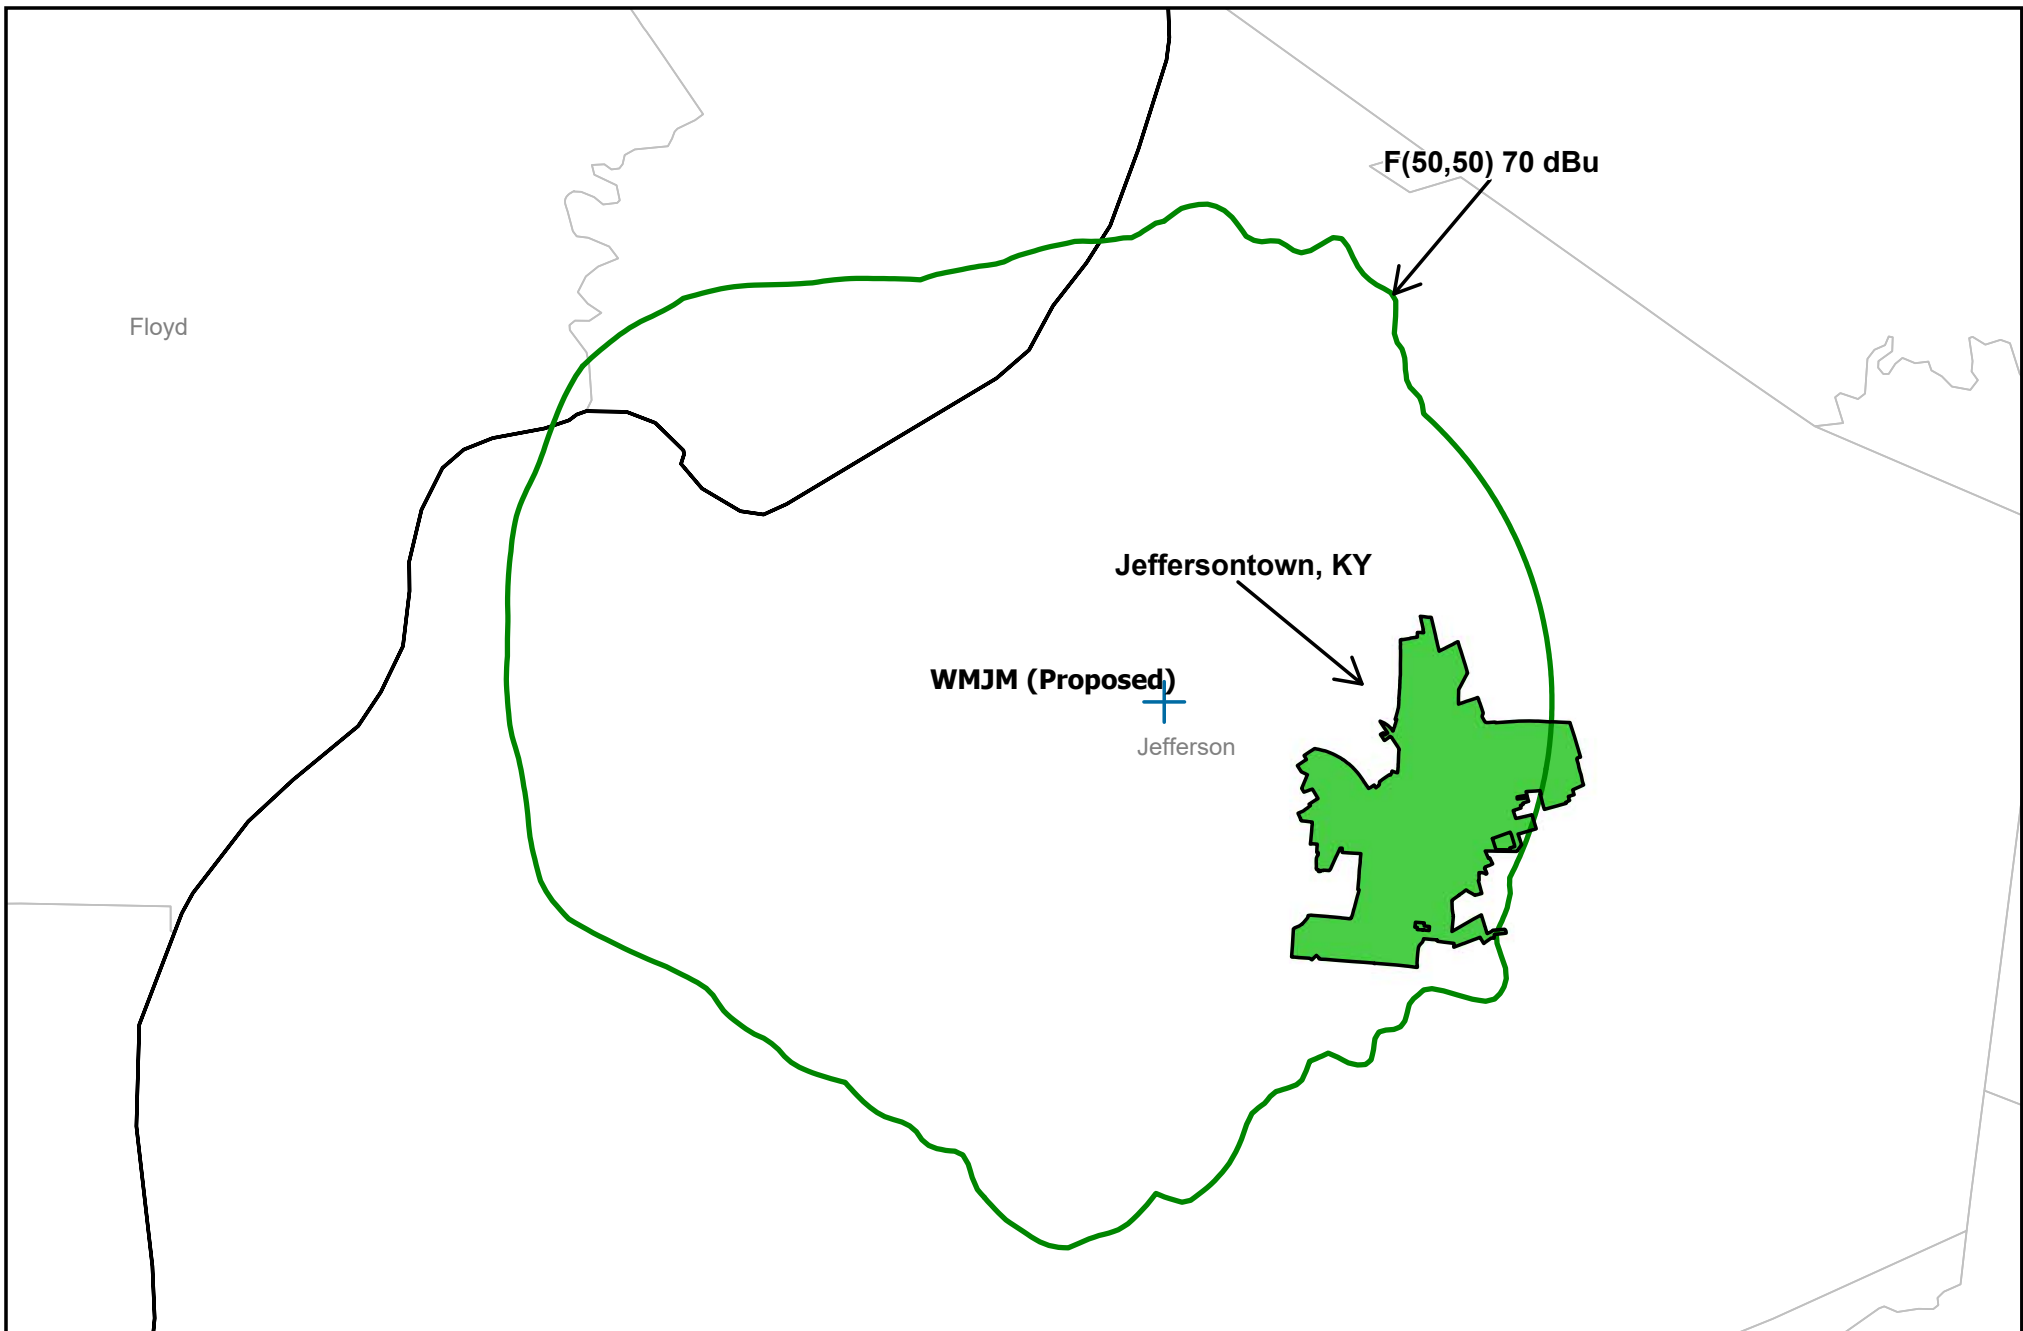 F(50,50) 70 dBu
Floyd
Jeffersontown, KY
WMJM (Proposed)
Jefferson